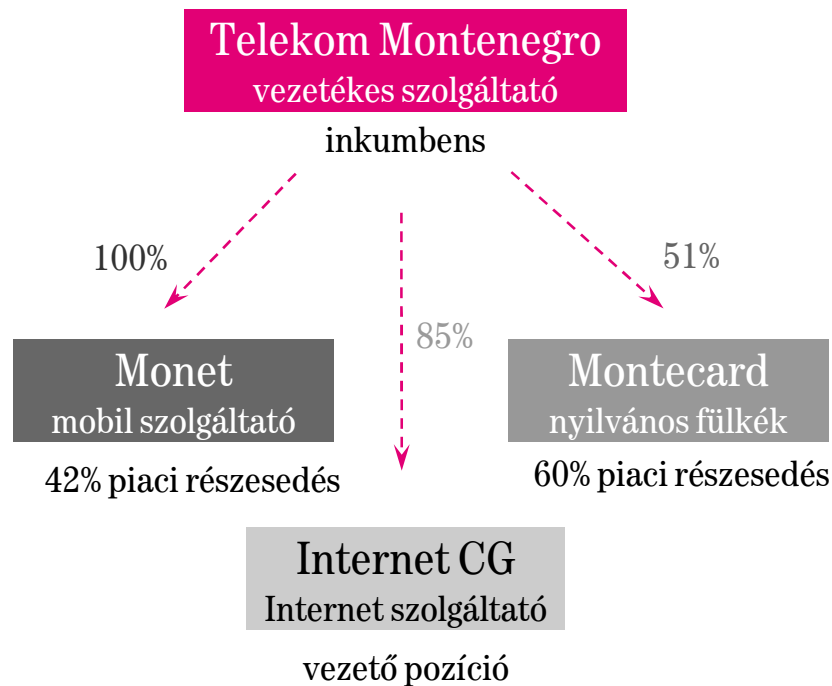 Telekom Montenegro
vezetékes szolgáltató
inkumbens
100%
51%
85%
Monet
mobil szolgáltató
42% piaci részesedés
Montecard
nyilvános fülkék
60% piaci részesedés
Internet CG
Internet szolgáltató
vezető pozíció